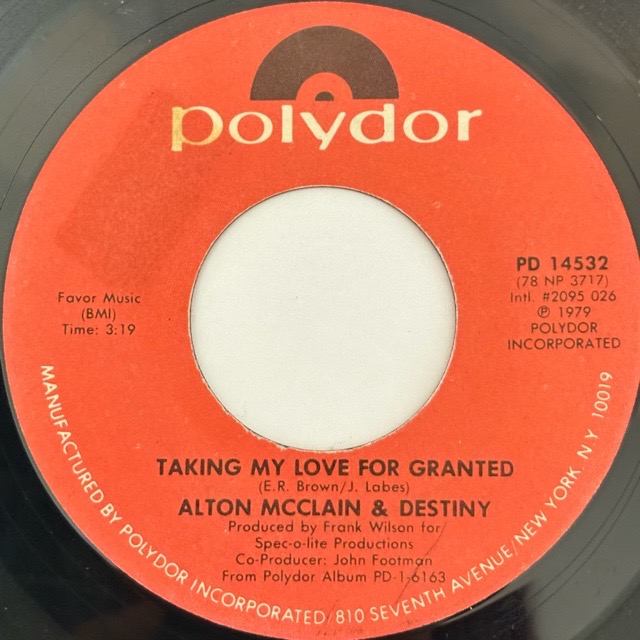 polydor
PD 14532
(78 NP 3717)
Intl. #2095 026
℗ 1979
POLYDOR
INCORPORATED
Favor Music
(BMI)
Time: 3:19
TAKING MY LOVE FOR GRANTED
(E.R. Brown/J. Labes)
ALTON MCCLAIN & DESTINY
Produced by Frank Wilson for
Spec-o-lite Productions
Co-Producer: John Footman
From Polydor Album PD-1-6163
MANUFACTURED BY POLYDOR INCORPORATED/810 SEVENTH AVENUE/NEW YORK. N Y 10019